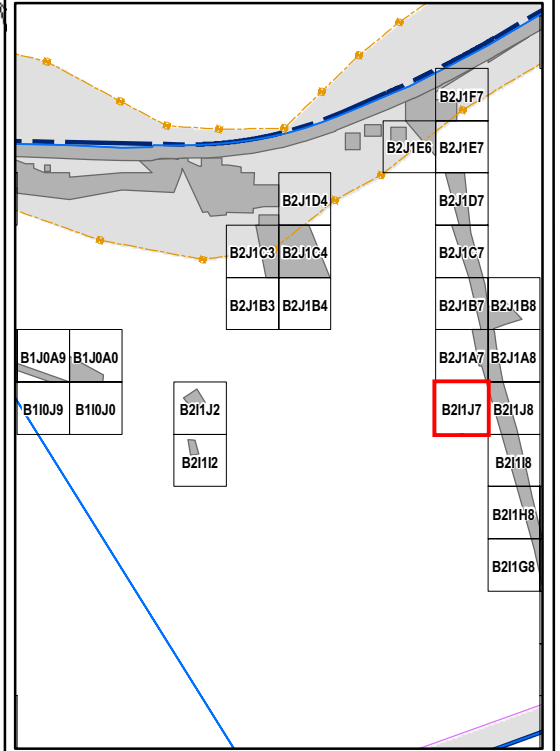 B2J1F7
B2J1E6 B2J1E7
B2J1D4 B2J1D7
B2J1C3 B2J1C4 B2J1C7
B2J1B3 B2J1B4 B2J1B7 B2J1B8
B1J0A9 B1J0A0 B2J1A7 B2J1A8
B1I0J9 B1I0J0 B2I1J2 B2I1J7 B2I1J8
B2I1I2 B2I1I8
B2I1H8
B2I1G8